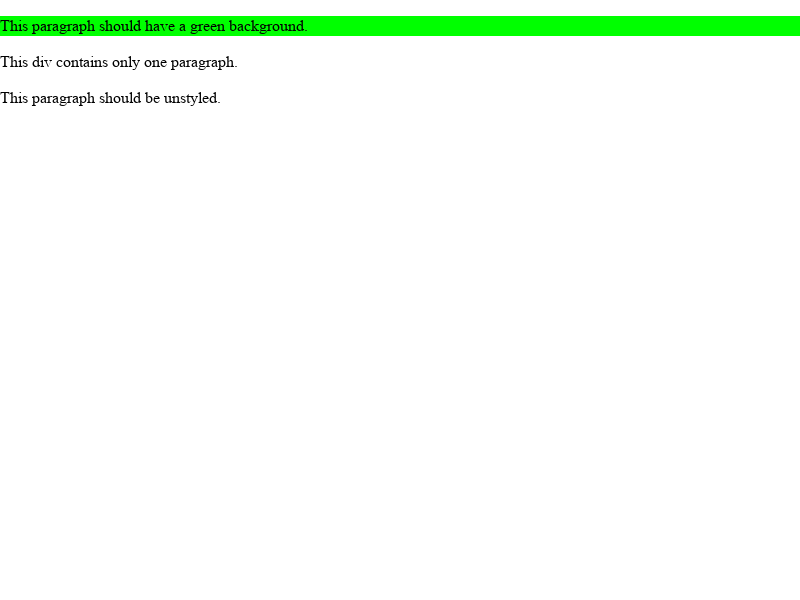 This paragraph should have a green background.
This div contains only one paragraph.
This paragraph should be unstyled.